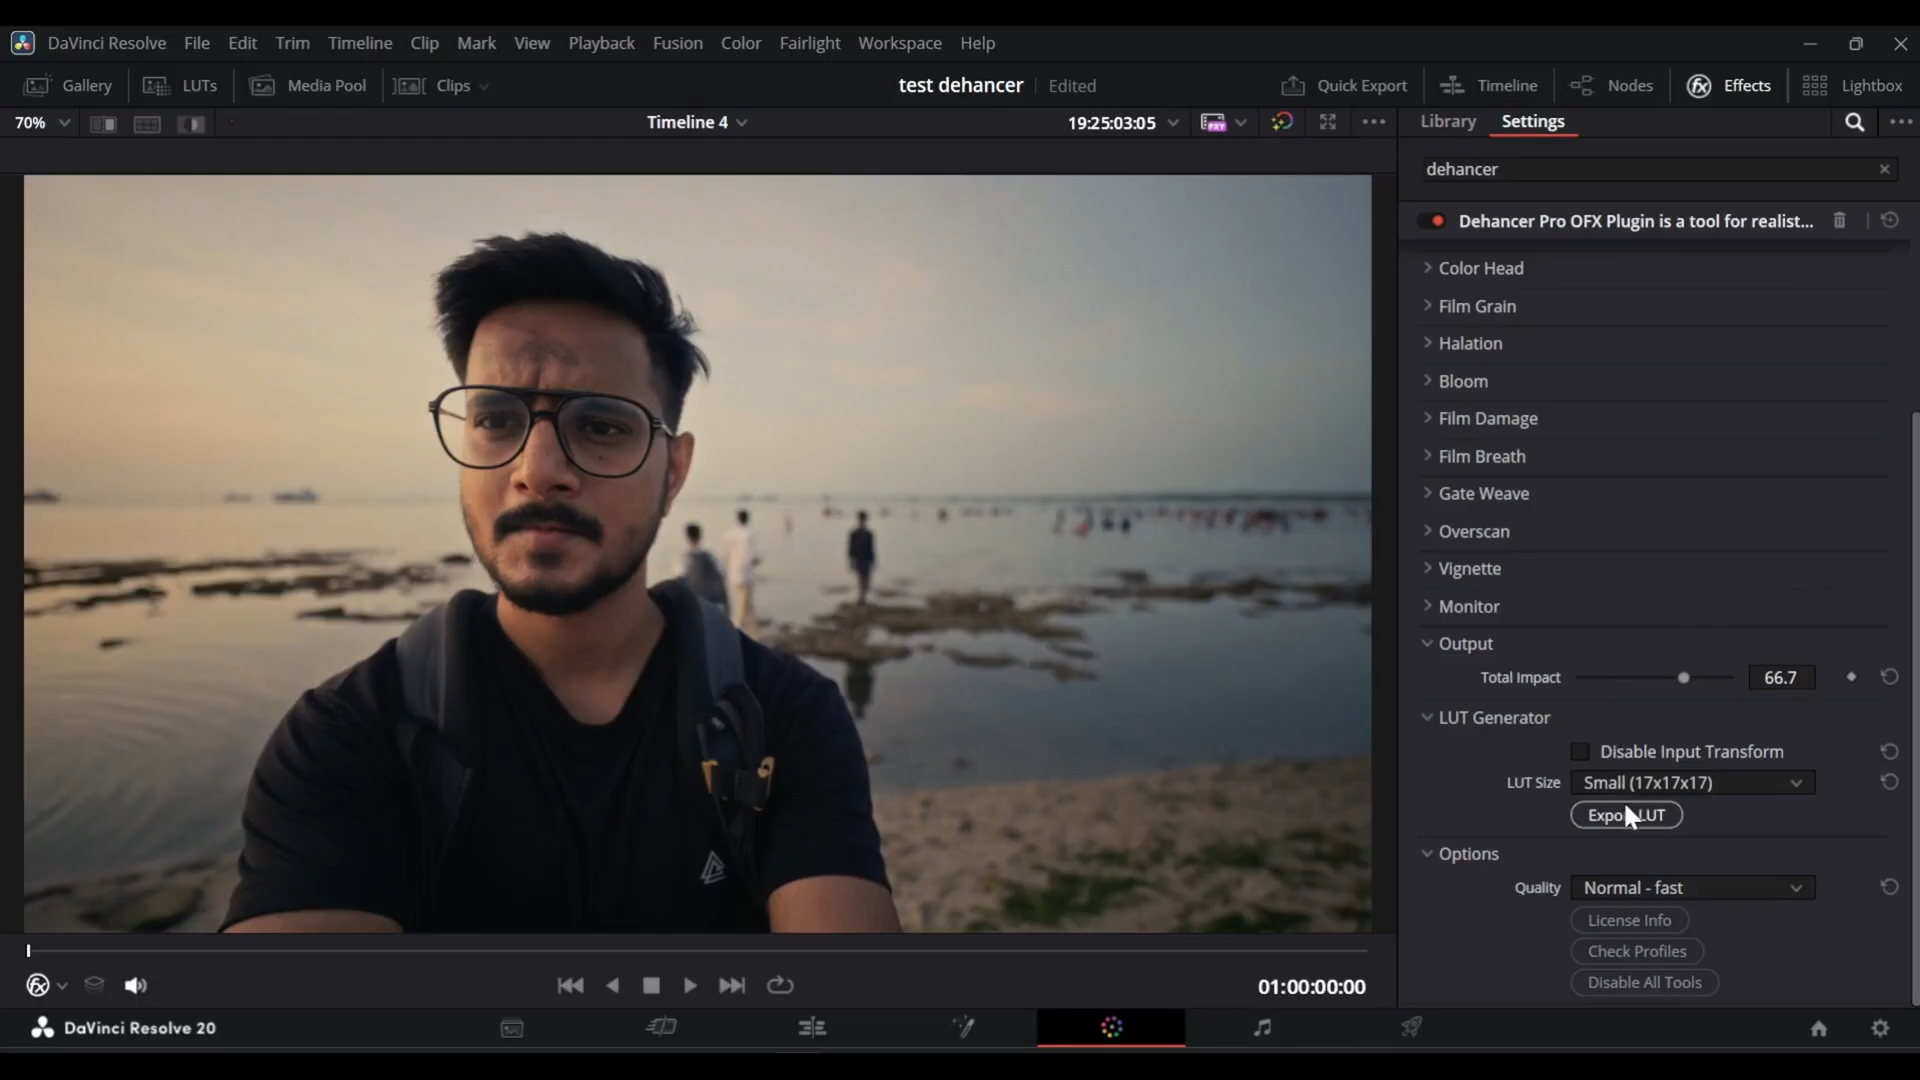 DaVinci Resolve File Edit Trim Timeline Clip Mark View Playback Fusion Color Fairlight Workspace Help
Gallery LUTs Media Pool Clips test dehancer Edited Quick Export Timeline Nodes Effects Lightbox
70% Timeline 4 19:25:03:05 Library Settings
dehancer
Dehancer Pro OFX Plugin is a tool for realist...
Color Head
Film Grain
Halation
Bloom
Film Damage
Film Breath
Gate Weave
Overscan
Vignette
Monitor
Output
Total Impact 66.7
LUT Generator
Disable Input Transform
LUT Size Small (17x17x17)
Export LUT
Options
Quality Normal - fast
License Info
Check Profiles
Disable All Tools
01:00:00:00
DaVinci Resolve 20